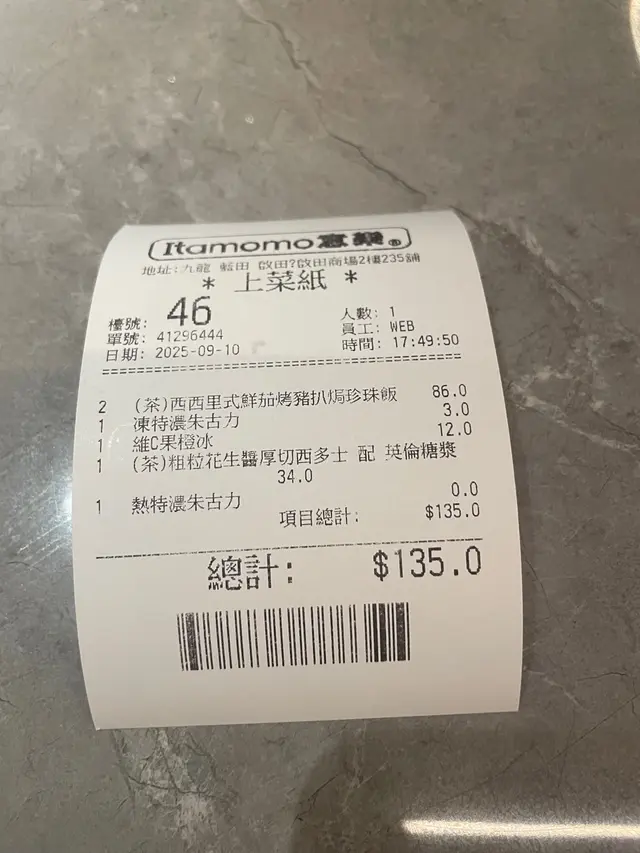 Itamomo意樂®
地址:九龍 藍田 啟田?啟田商場2樓235舖
* 上菜紙 *
檯號: 46 人數: 1
單號: 41296444 員工: WEB
日期: 2025-09-10 時間: 17:49:50
2 (茶)西西里式鮮茄烤豬扒焗珍珠飯 86.0
1 凍特濃朱古力 3.0
1 維C果橙冰 12.0
1 (茶)粗粒花生醬厚切西多士 配 英倫糖漿
34.0
1 熱特濃朱古力 0.0
項目總計: $135.0
總計: $135.0